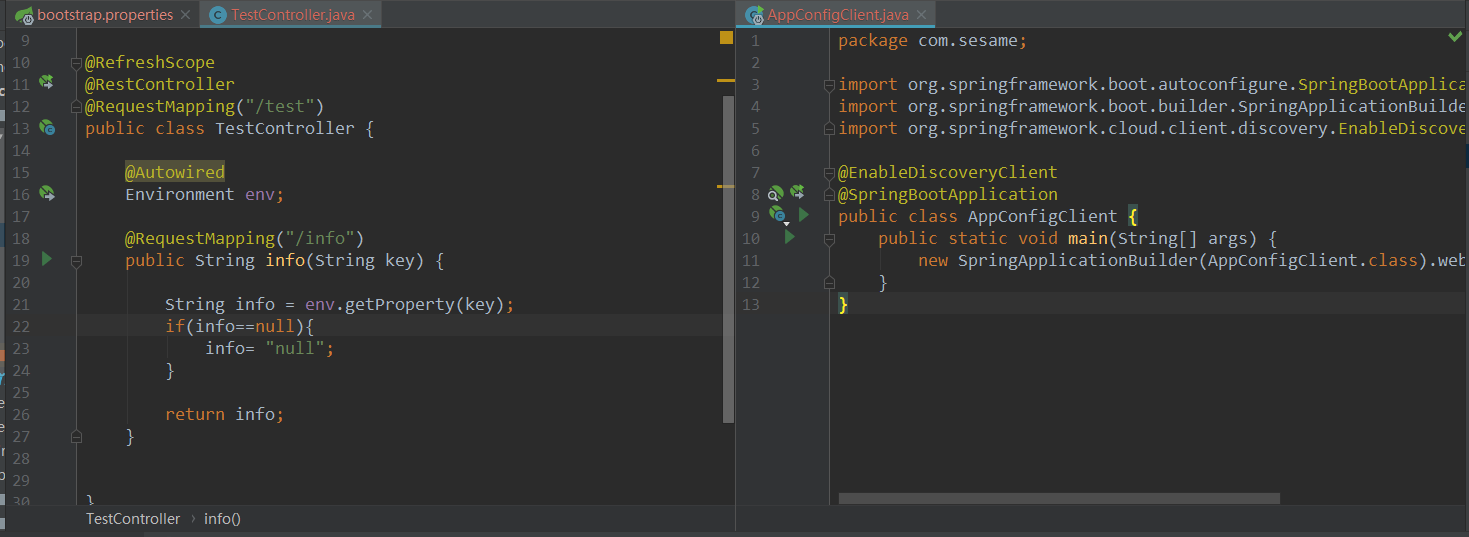 bootstrap.properties
TestController.java
9
10 @RefreshScope
11 @RestController
12 @RequestMapping("/test")
13 public class TestController {
14
15 @Autowired
16 Environment env;
17
18 @RequestMapping("/info")
19 public String info(String key) {
20
21 String info = env.getProperty(key);
22 if(info==null){
23 info= "null";
24 }
25
26 return info;
27 }
28
29
30 }
TestController › info()
AppConfigClient.java
1 package com.sesame;
2
3 import org.springframework.boot.autoconfigure.SpringBootApplica
4 import org.springframework.boot.builder.SpringApplicationBuilde
5 import org.springframework.cloud.client.discovery.EnableDiscove
6
7 @EnableDiscoveryClient
8 @SpringBootApplication
9 public class AppConfigClient {
10 public static void main(String[] args) {
11 new SpringApplicationBuilder(AppConfigClient.class).web
12 }
13 }